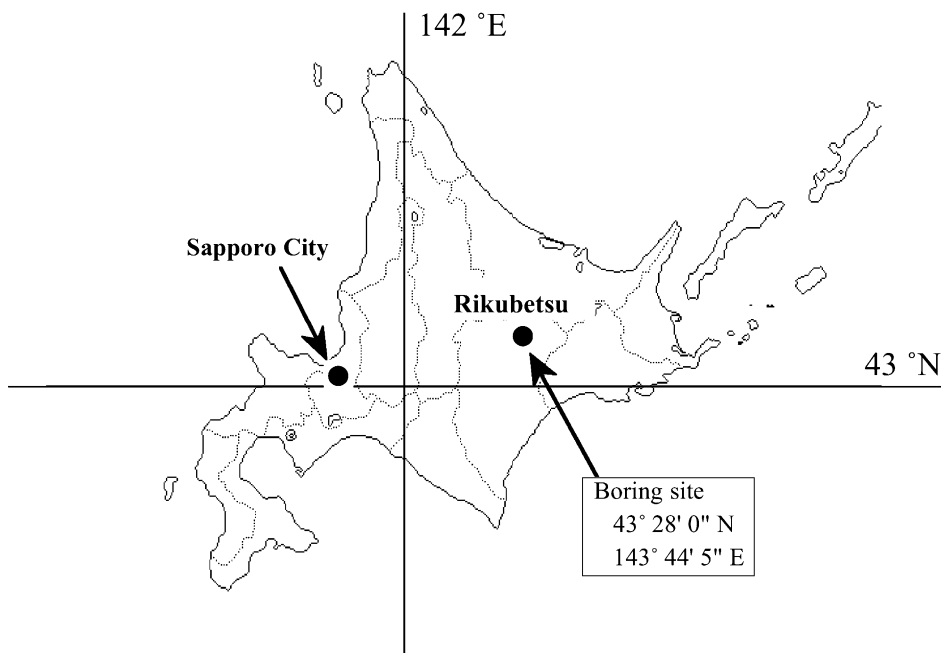 142 ˚E
Sapporo City
Rikubetsu
43 ˚N
Boring site
43˚ 28' 0" N
143˚ 44' 5" E